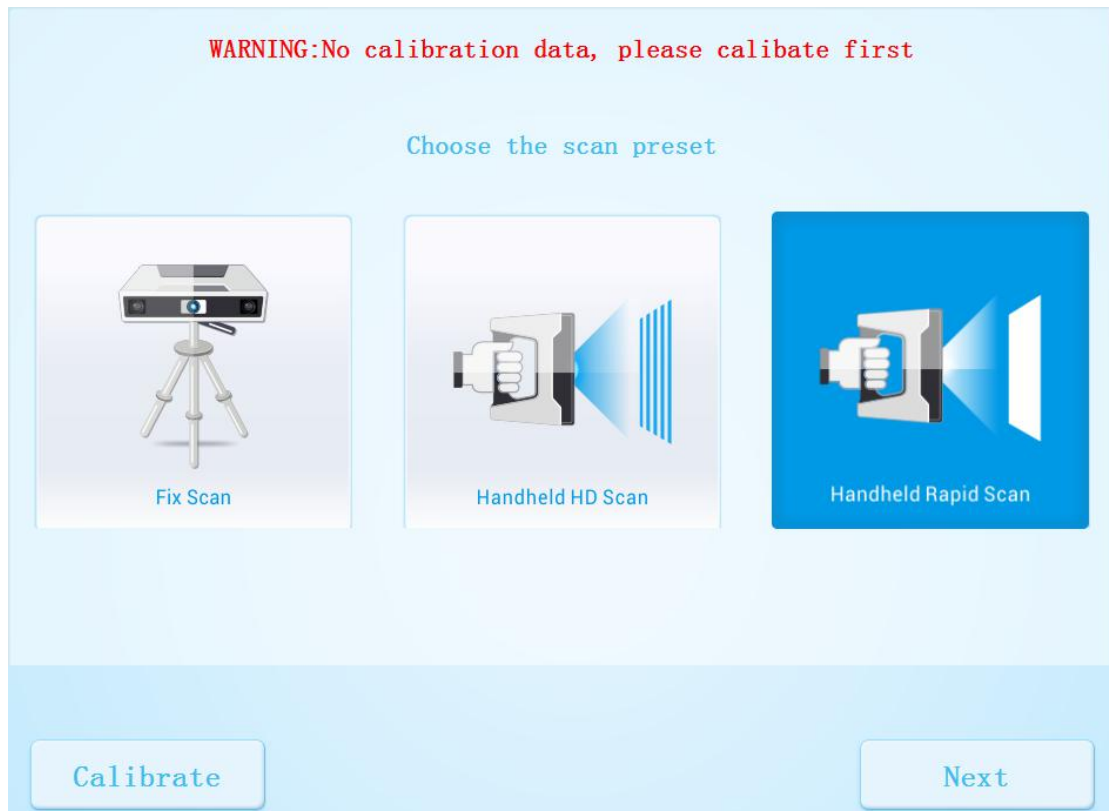 WARNING:No calibration data, please calibate first
Choose the scan preset
Fix Scan
Handheld HD Scan
Handheld Rapid Scan
Calibrate
Next